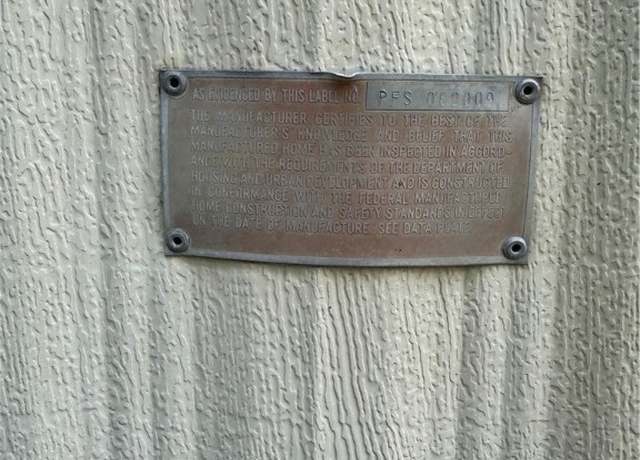 AS EVIDENCED BY THIS LABEL NO. PFS
THE MANUFACTURER CERTIFIES TO THE BEST OF THE
MANUFACTURER'S KNOWLEDGE AND BELIEF THAT THIS
MANUFACTURED HOME HAS BEEN INSPECTED IN ACCORD-
ANCE WITH THE REQUIREMENTS OF THE DEPARTMENT OF
HOUSING AND URBAN DEVELOPMENT AND IS CONSTRUCTED
IN CONFORMANCE WITH THE FEDERAL MANUFACTURED
HOME CONSTRUCTION AND SAFETY STANDARDS IN EFFECT
ON THE DATE OF MANUFACTURE. SEE DATA PLATE.